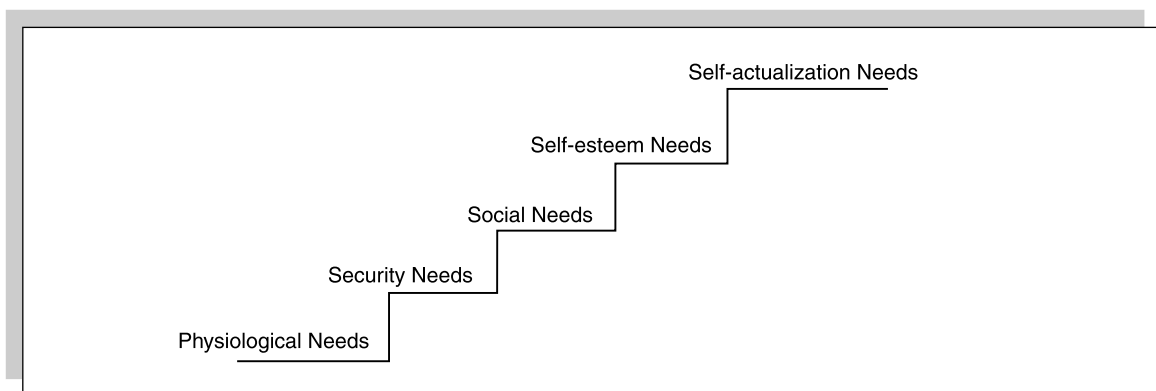 Self-actualization Needs
Self-esteem Needs
Social Needs
Security Needs
Physiological Needs